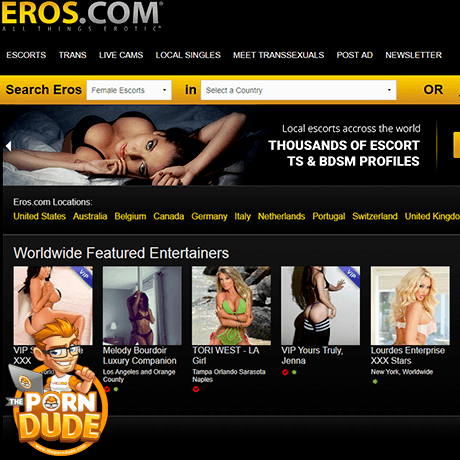 EROS.COM®
ALL THINGS EROTIC®
ESCORTS TRANS LIVE CAMS LOCAL SINGLES MEET TRANSSEXUALS POST AD NEWSLETTER
Search Eros Female Escorts in Select a Country OR
Local escorts accross the world
THOUSANDS OF ESCORT
TS & BDSM PROFILES
Eros.com Locations:
United States Australia Belgium Canada Germany Italy Netherlands Portugal Switzerland United Kingdo
Worldwide Featured Entertainers
VIP
VIP
VIP S
XXX
Melody Bourdoir
Luxury Companion
Los Angeles and Orange
County
TORI WEST - LA
Girl
Tampa Orlando Sarasota
Naples
VIP Yours Truly,
Jenna
Lourdes Enterprise
XXX Stars
New York, Worldwide
THE
PORN
DUDE